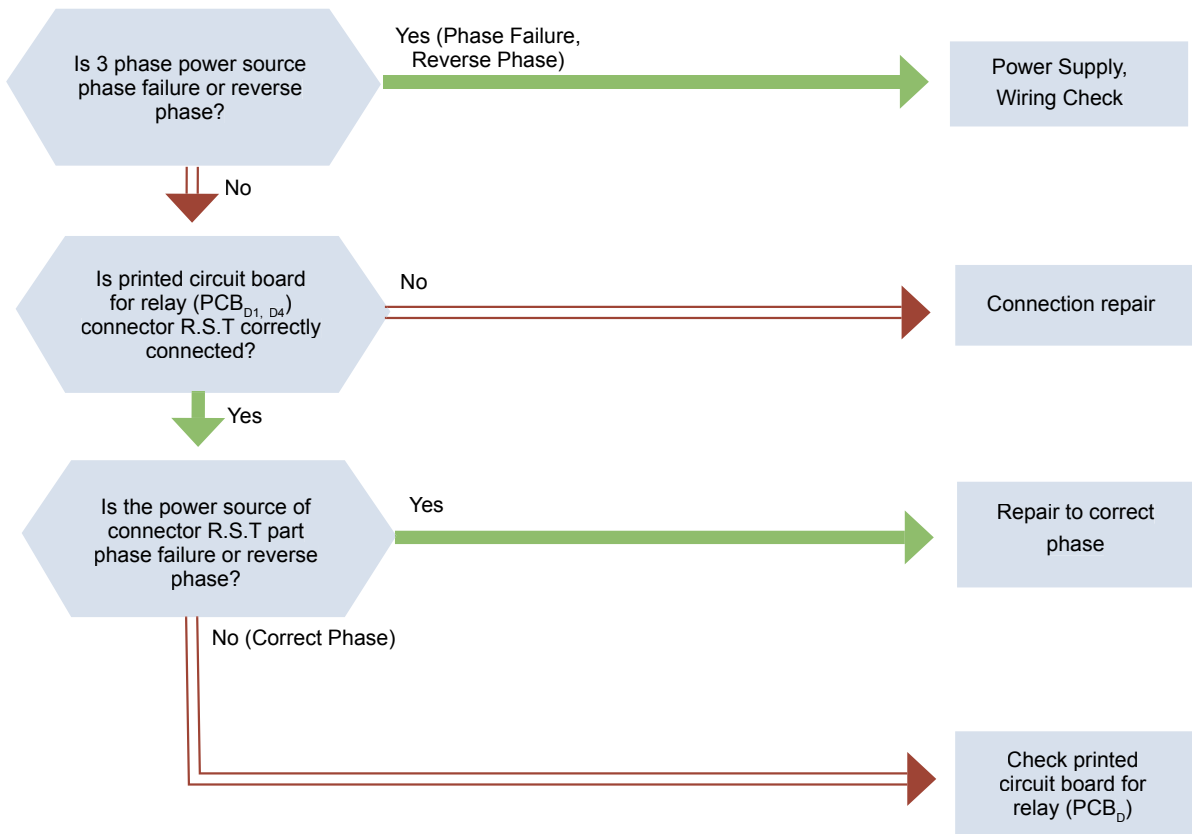 Is 3 phase power source
phase failure or reverse
phase?
Yes (Phase Failure,
Reverse Phase)
Power Supply,
Wiring Check
No
Is printed circuit board
for relay (PCB_D1, D4)
connector R.S.T correctly
connected?
No
Connection repair
Yes
Is the power source of
connector R.S.T part
phase failure or reverse
phase?
Yes
Repair to correct
phase
No (Correct Phase)
Check printed
circuit board for
relay (PCB_D)